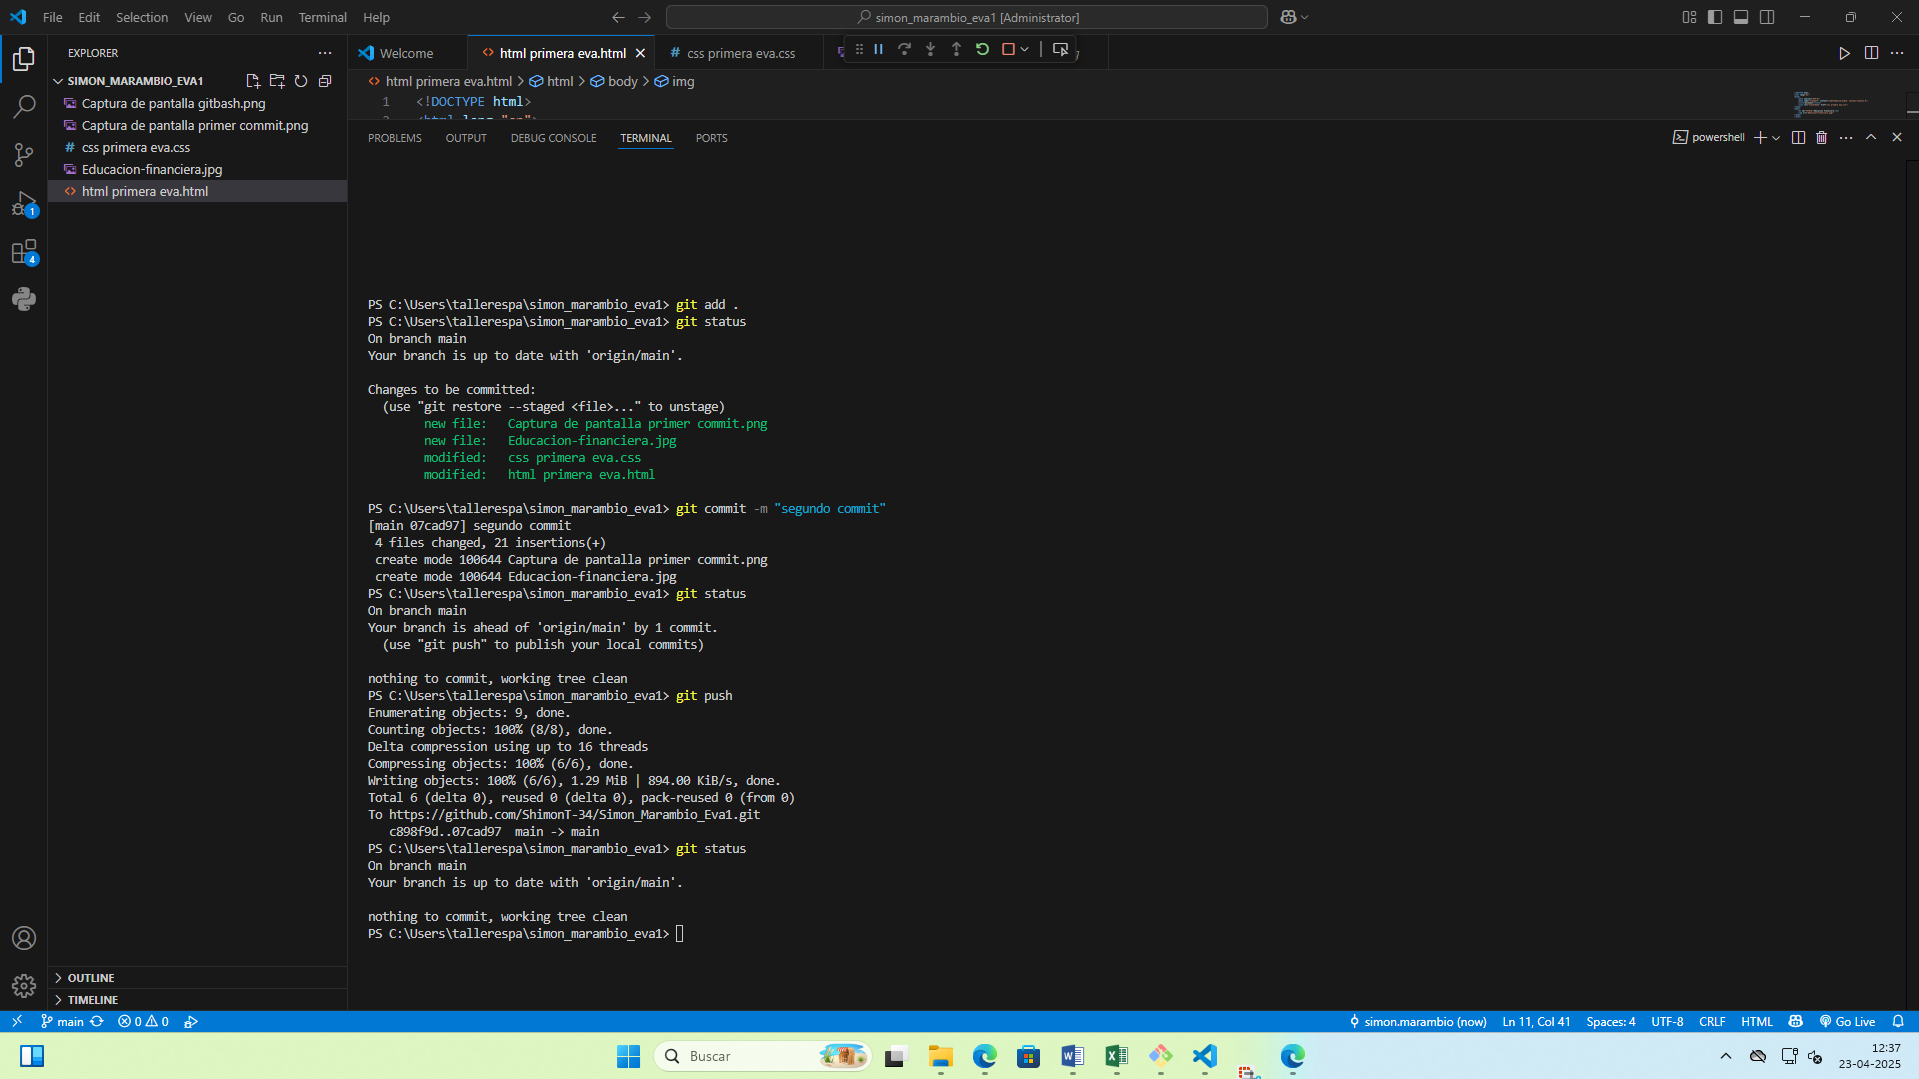 File Edit Selection View Go Run Terminal Help
simon_marambio_eva1 [Administrator]
EXPLORER
Welcome
html primera eva.html
css primera eva.css
SIMON_MARAMBIO_EVA1
Captura de pantalla gitbash.png
Captura de pantalla primer commit.png
css primera eva.css
Educacion-financiera.jpg
html primera eva.html
1
4
html primera eva.html > html > body > img
1 <!DOCTYPE html>
PROBLEMS OUTPUT DEBUG CONSOLE TERMINAL PORTS
powershell
PS C:\Users\tallerespa\simon_marambio_eva1> git add .
PS C:\Users\tallerespa\simon_marambio_eva1> git status
On branch main
Your branch is up to date with 'origin/main'.
Changes to be committed:
(use "git restore --staged <file>..." to unstage)
new file: Captura de pantalla primer commit.png
new file: Educacion-financiera.jpg
modified: css primera eva.css
modified: html primera eva.html
PS C:\Users\tallerespa\simon_marambio_eva1> git commit -m "segundo commit"
[main 07cad97] segundo commit
4 files changed, 21 insertions(+)
create mode 100644 Captura de pantalla primer commit.png
create mode 100644 Educacion-financiera.jpg
PS C:\Users\tallerespa\simon_marambio_eva1> git status
On branch main
Your branch is ahead of 'origin/main' by 1 commit.
(use "git push" to publish your local commits)
nothing to commit, working tree clean
PS C:\Users\tallerespa\simon_marambio_eva1> git push
Enumerating objects: 9, done.
Counting objects: 100% (8/8), done.
Delta compression using up to 16 threads
Compressing objects: 100% (6/6), done.
Writing objects: 100% (6/6), 1.29 MiB | 894.00 KiB/s, done.
Total 6 (delta 0), reused 0 (delta 0), pack-reused 0 (from 0)
To https://github.com/ShimonT-34/Simon_Marambio_Eva1.git
c898f9d..07cad97 main -> main
PS C:\Users\tallerespa\simon_marambio_eva1> git status
On branch main
Your branch is up to date with 'origin/main'.
nothing to commit, working tree clean
PS C:\Users\tallerespa\simon_marambio_eva1>
OUTLINE
TIMELINE
main 0 0
simon.marambio (now) Ln 11, Col 41 Spaces: 4 UTF-8 CRLF HTML Go Live
Buscar
12:37
23-04-2025